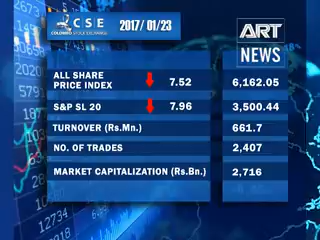 CSE
COLOMBO STOCK EXCHANGE
2017/ 01/23
ART
NEWS
ALL SHARE
PRICE INDEX
7.52
6,162.05
S&P SL 20
7.96
3,500.44
TURNOVER (Rs.Mn.)
661.7
NO. OF TRADES
2,407
MARKET CAPITALIZATION (Rs.Bn.)
2,716